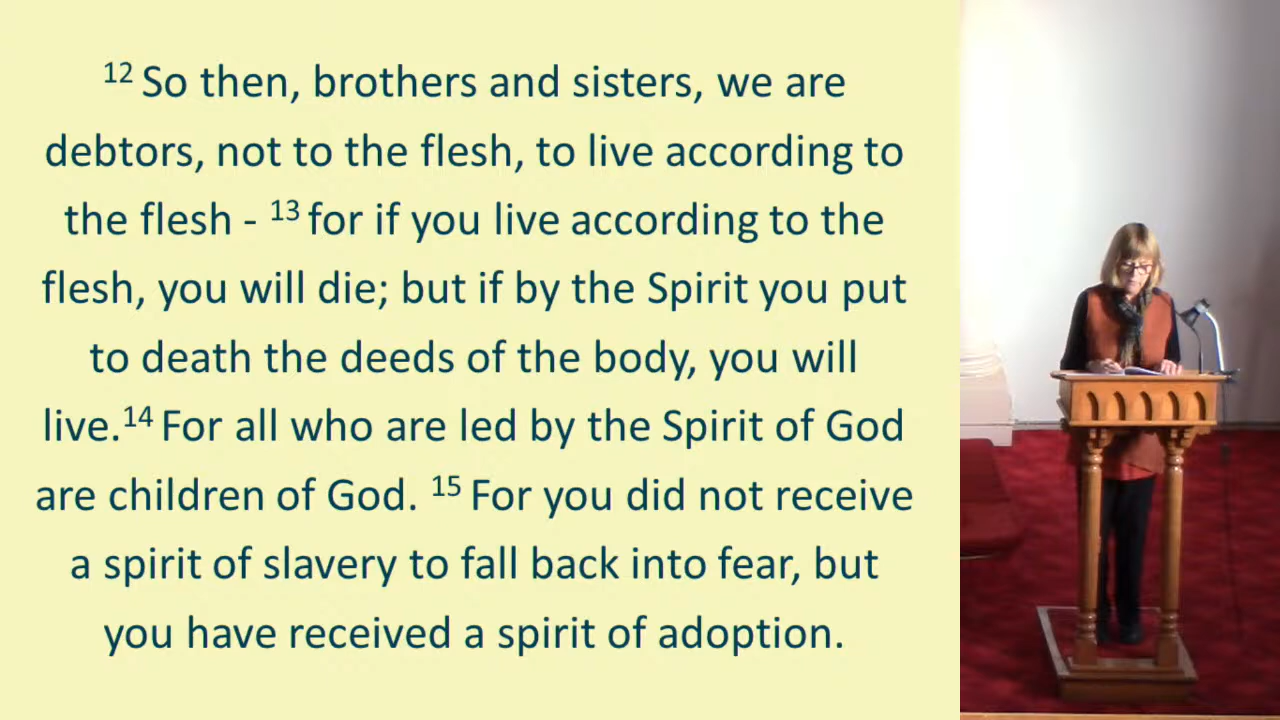 12 So then, brothers and sisters, we are
debtors, not to the flesh, to live according to
the flesh - 13 for if you live according to the
flesh, you will die; but if by the Spirit you put
to death the deeds of the body, you will
live.14 For all who are led by the Spirit of God
are children of God. 15 For you did not receive
a spirit of slavery to fall back into fear, but
you have received a spirit of adoption.